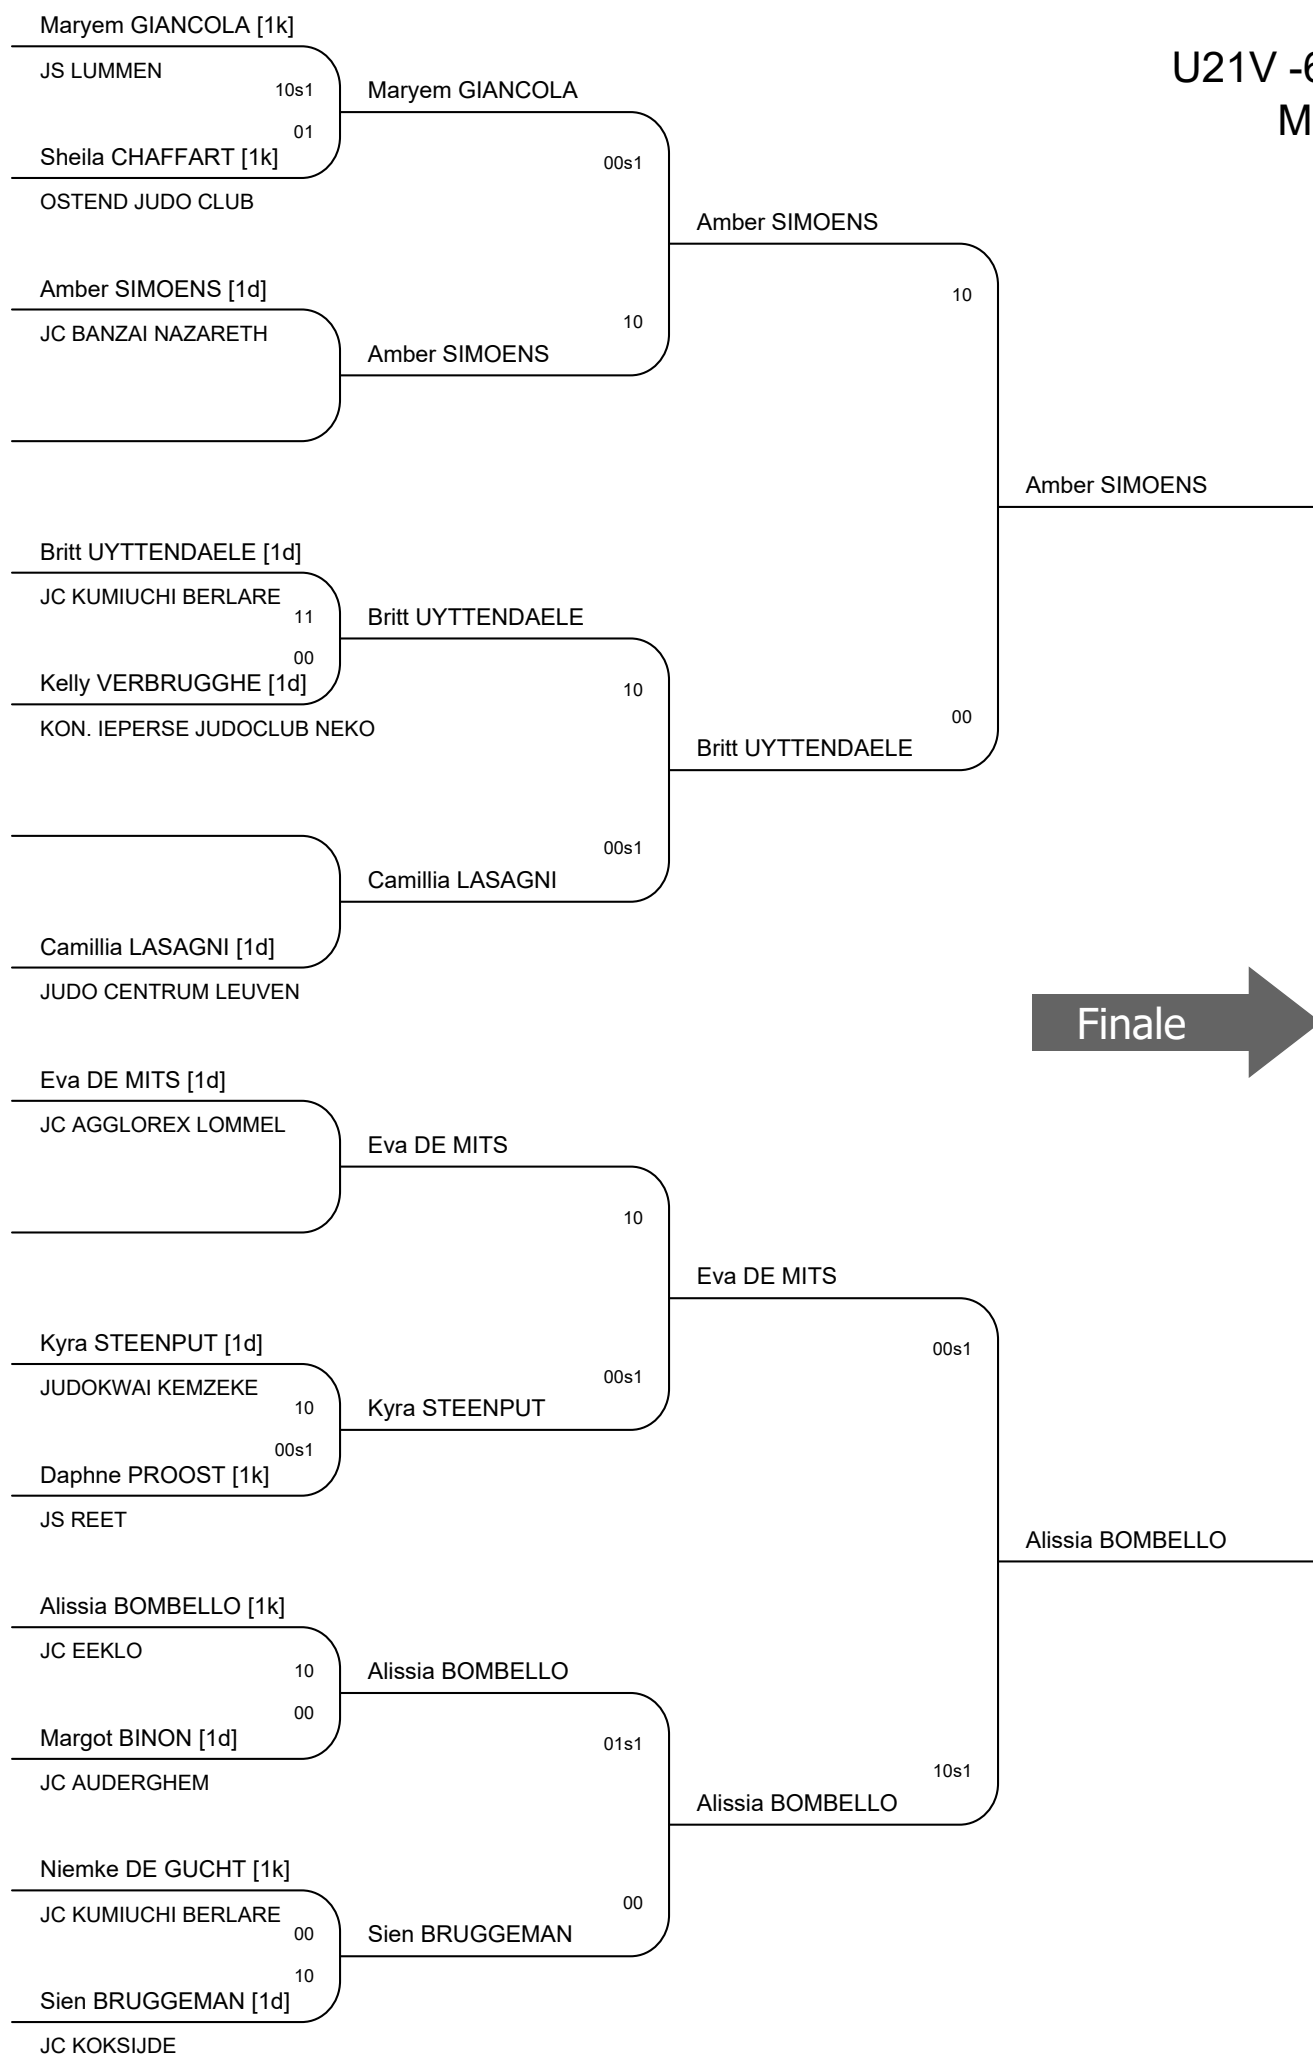 Maryem GIANCOLA [1k]
JS LUMMEN
10s1
01
Sheila CHAFFART [1k]
OSTEND JUDO CLUB
Maryem GIANCOLA
00s1
U21V -6
M
Amber SIMOENS [1d]
JC BANZAI NAZARETH
10
Amber SIMOENS
Amber SIMOENS
10
Amber SIMOENS
Britt UYTTENDAELE [1d]
JC KUMIUCHI BERLARE
11
00
Kelly VERBRUGGHE [1d]
KON. IEPERSE JUDOCLUB NEKO
Britt UYTTENDAELE
10
00
Britt UYTTENDAELE
00s1
Camillia LASAGNI
Camillia LASAGNI [1d]
JUDO CENTRUM LEUVEN
Finale
Eva DE MITS [1d]
JC AGGLOREX LOMMEL
Eva DE MITS
10
Eva DE MITS
00s1
Kyra STEENPUT [1d]
JUDOKWAI KEMZEKE
10
00s1
Daphne PROOST [1k]
JS REET
00s1
Kyra STEENPUT
Alissia BOMBELLO
Alissia BOMBELLO [1k]
JC EEKLO
10
00
Margot BINON [1d]
JC AUDERGHEM
Alissia BOMBELLO
01s1
10s1
Alissia BOMBELLO
Niemke DE GUCHT [1k]
JC KUMIUCHI BERLARE
00
10
Sien BRUGGEMAN [1d]
JC KOKSIJDE
00
Sien BRUGGEMAN